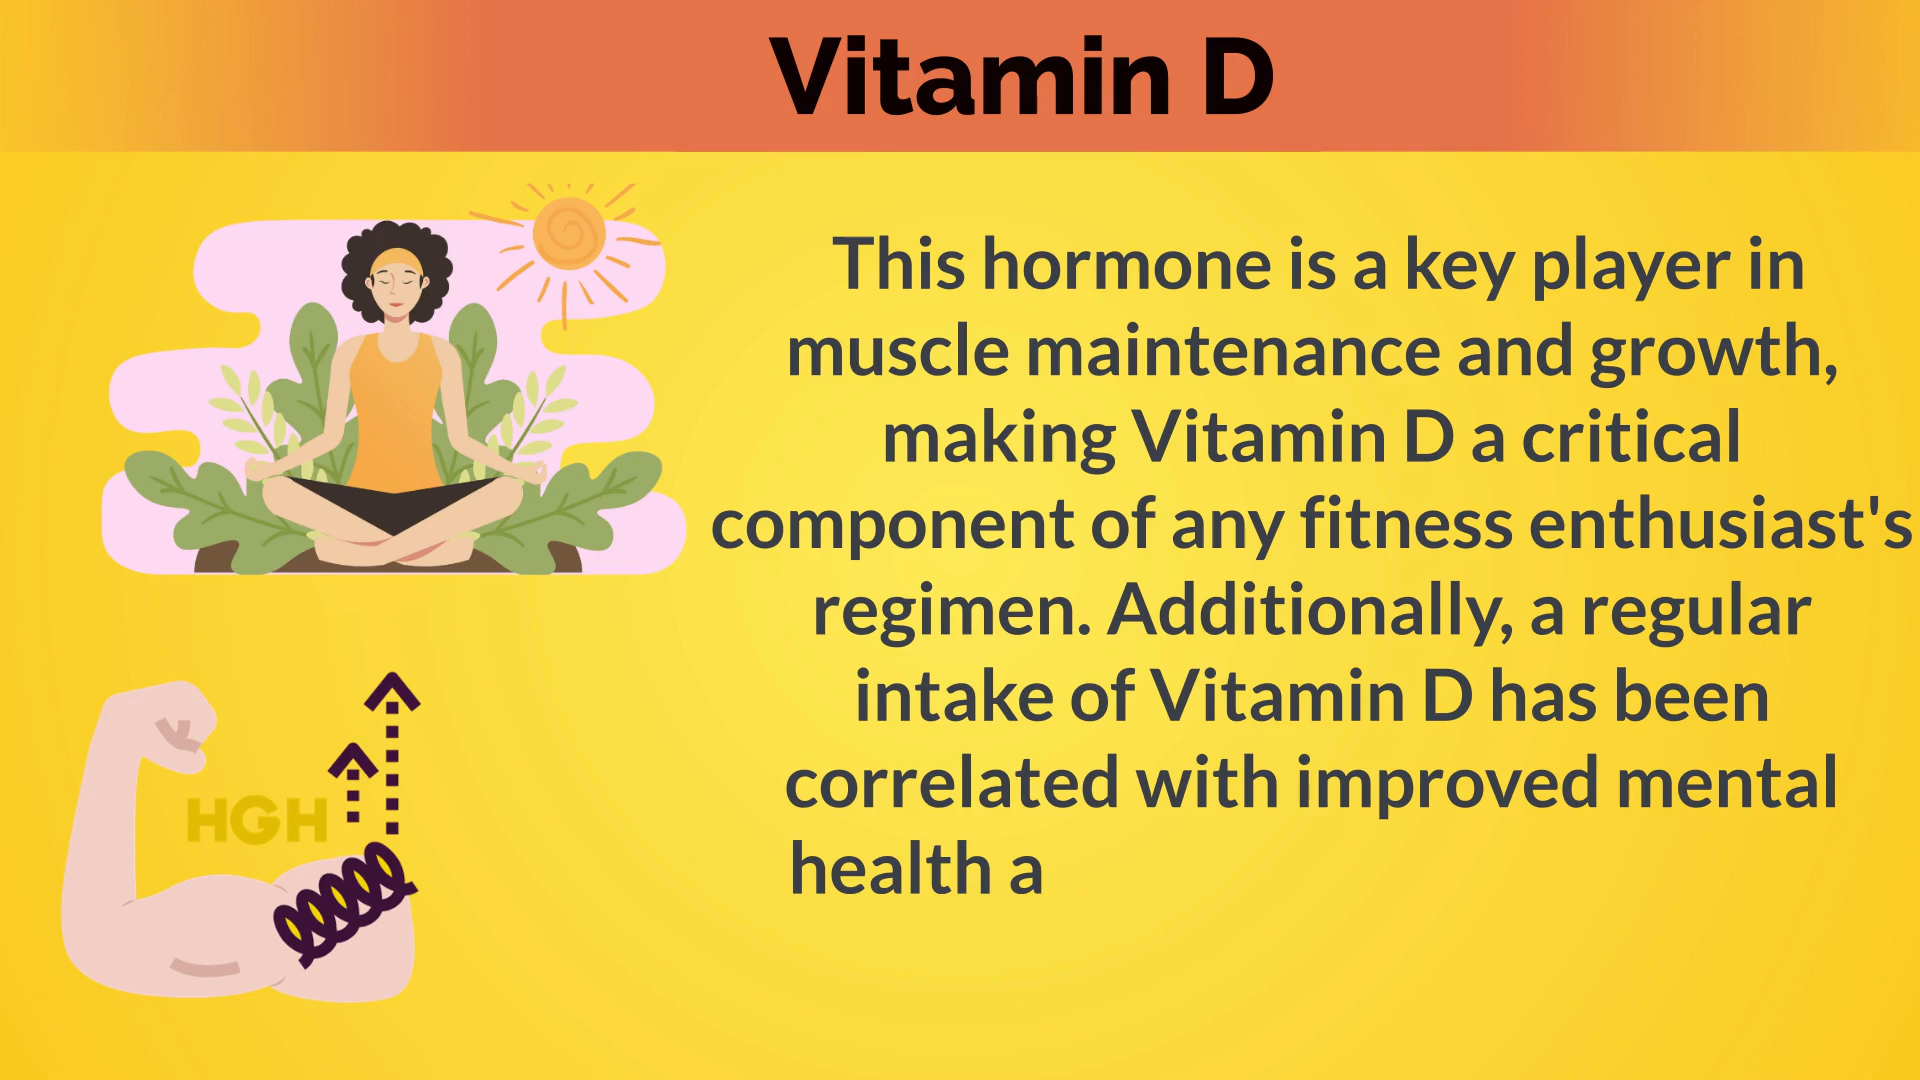 Vitamin D
This hormone is a key player in
muscle maintenance and growth,
making Vitamin D a critical
component of any fitness enthusiast's
regimen. Additionally, a regular
intake of Vitamin D has been
correlated with improved mental
health a
HGH